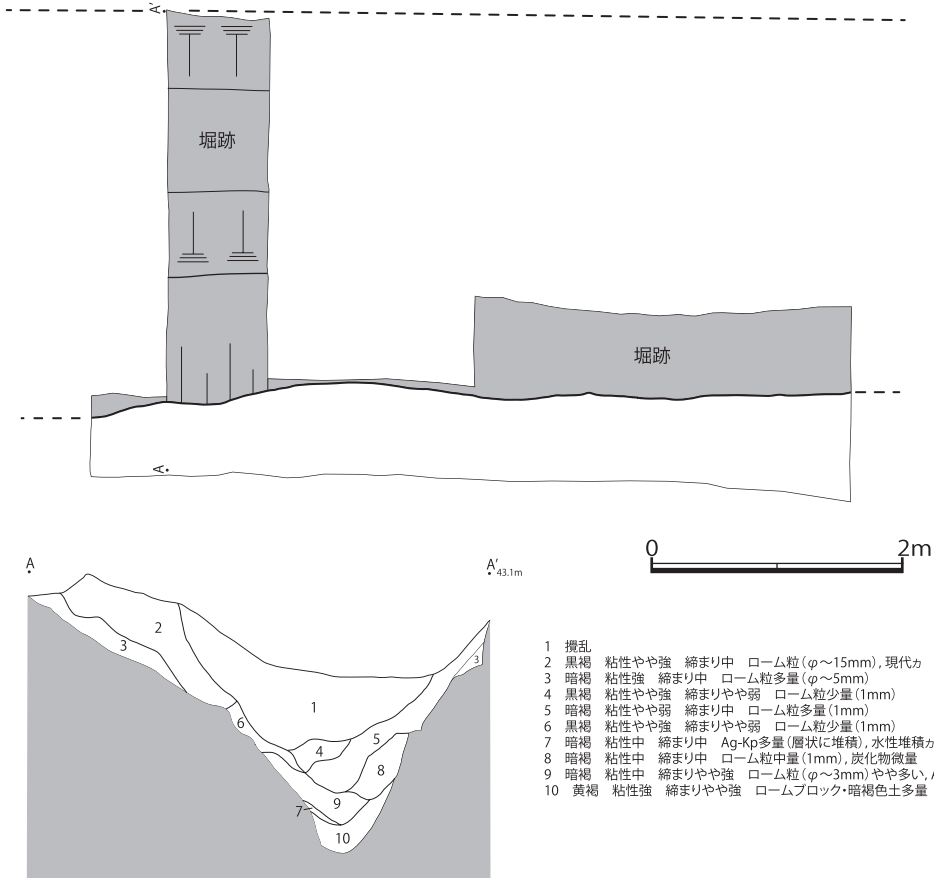 A'
堀跡
堀跡
A
0 2m
A
A' 43.1m
2
3
1
3
6
4
5
8
9
7
10
1 攪乱
2 黒褐 粘性やや強 締まり中 ローム粒(φ〜15mm),現代ヵ
3 暗褐 粘性強 締まり中 ローム粒多量(φ〜5mm)
4 黒褐 粘性やや強 締まりやや弱 ローム粒少量(1mm)
5 暗褐 粘性やや弱 締まり中 ローム粒多量(1mm)
6 黒褐 粘性やや強 締まりやや弱 ローム粒少量(1mm)
7 暗褐 粘性中 締まり中 Ag-Kp多量(層状に堆積),水性堆積ヵ
8 暗褐 粘性中 締まり中 ローム粒中量(1mm),炭化物微量
9 暗褐 粘性中 締まりやや強 ローム粒(φ〜3mm)やや多い,
10 黄褐 粘性強 締まりやや強 ロームブロック・暗褐色土多量